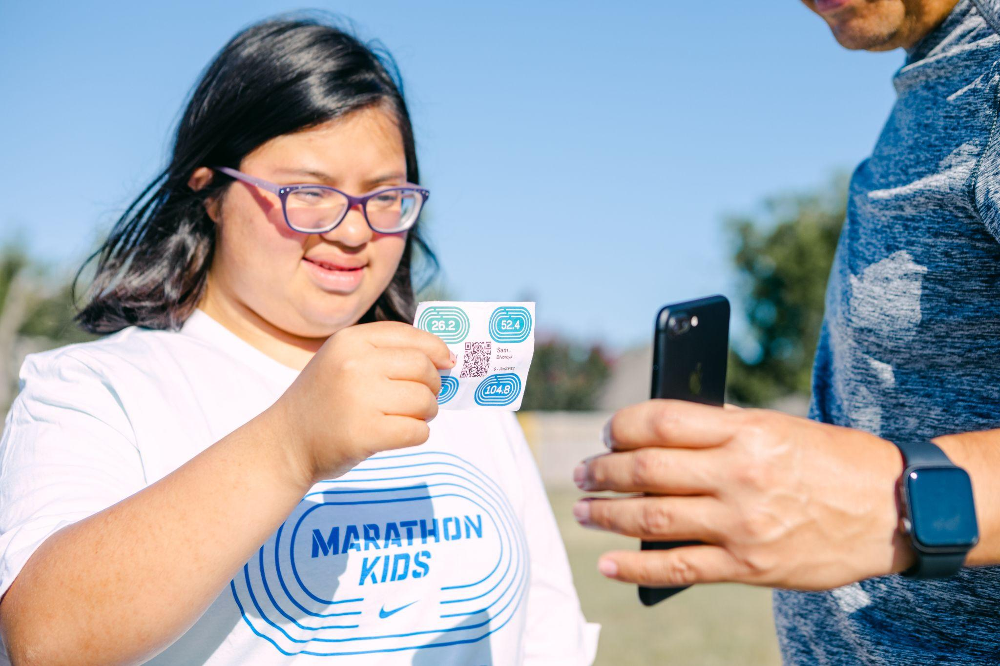 26.2
52.4
Sam
Divorcyk
6 - Andrews
104.8
MARATHON
KIDS